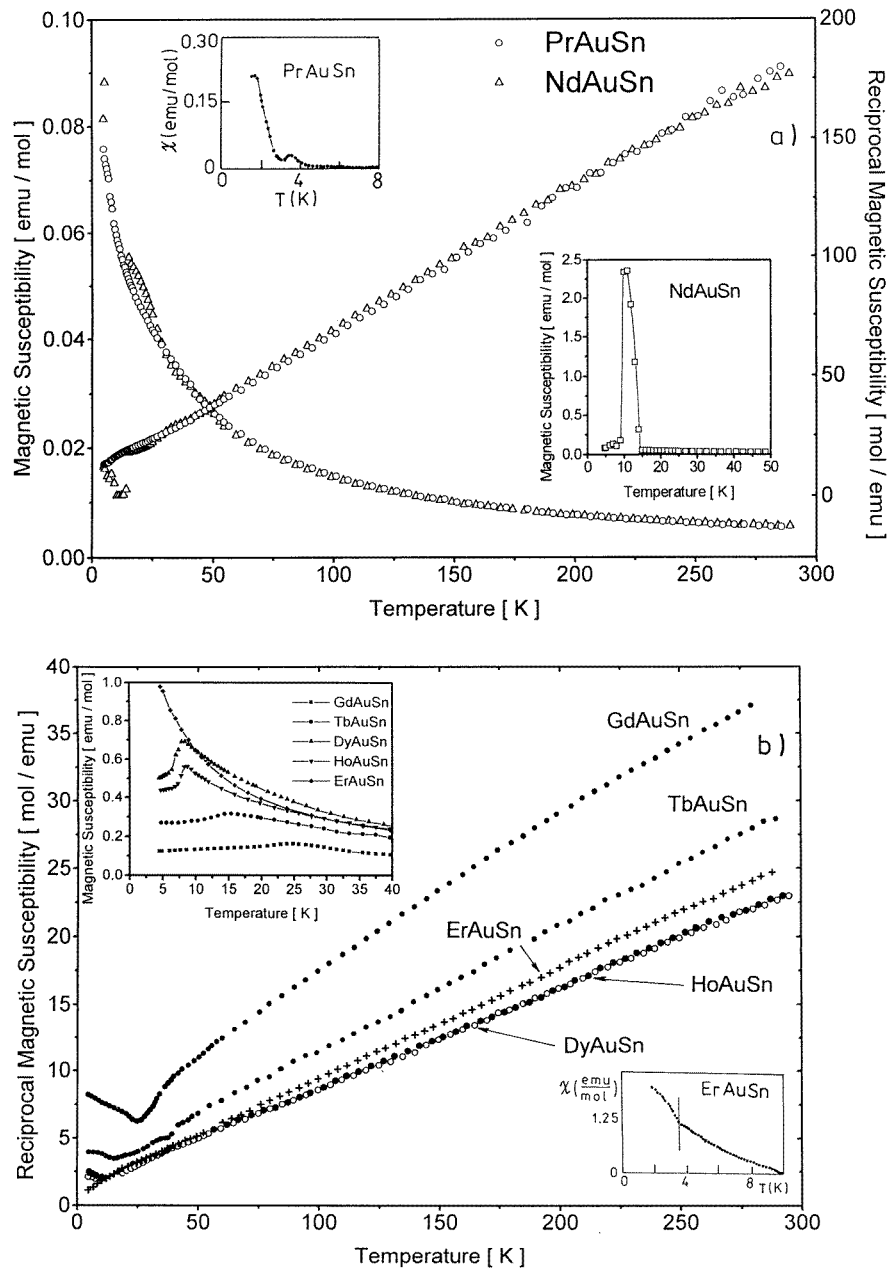 PrAuSn
NdAuSn
a)
Magnetic Susceptibility [ emu / mol ]
0.10
0.08
0.06
0.04
0.02
0.00
Reciprocal Magnetic Susceptibility [ mol / emu ]
200
150
100
50
0
0 50 100 150 200 250 300
Temperature [ K ]
χ(emu/mol)
0.30
0.15
0
PrAuSn
4 8
T(K)
Magnetic Susceptibility [ emu / mol ]
2.5
2.0
1.5
1.0
0.5
0.0
NdAuSn
0 10 20 30 40 50
Temperature [ K ]
Reciprocal Magnetic Susceptibility [ mol / emu ]
40
35
30
25
20
15
10
5
0
0 50 100 150 200 250 300
Temperature [ K ]
b)
GdAuSn
TbAuSn
ErAuSn
HoAuSn
DyAuSn
Magnetic Susceptibility [ emu / mol ]
1.0
0.8
0.6
0.4
0.2
0.0
GdAuSn
TbAuSn
DyAuSn
HoAuSn
ErAuSn
5 10 15 20 25 30 35 40
Temperature [ K ]
χ(emu/mol)
1.25
0
ErAuSn
0 4 8 T(K)